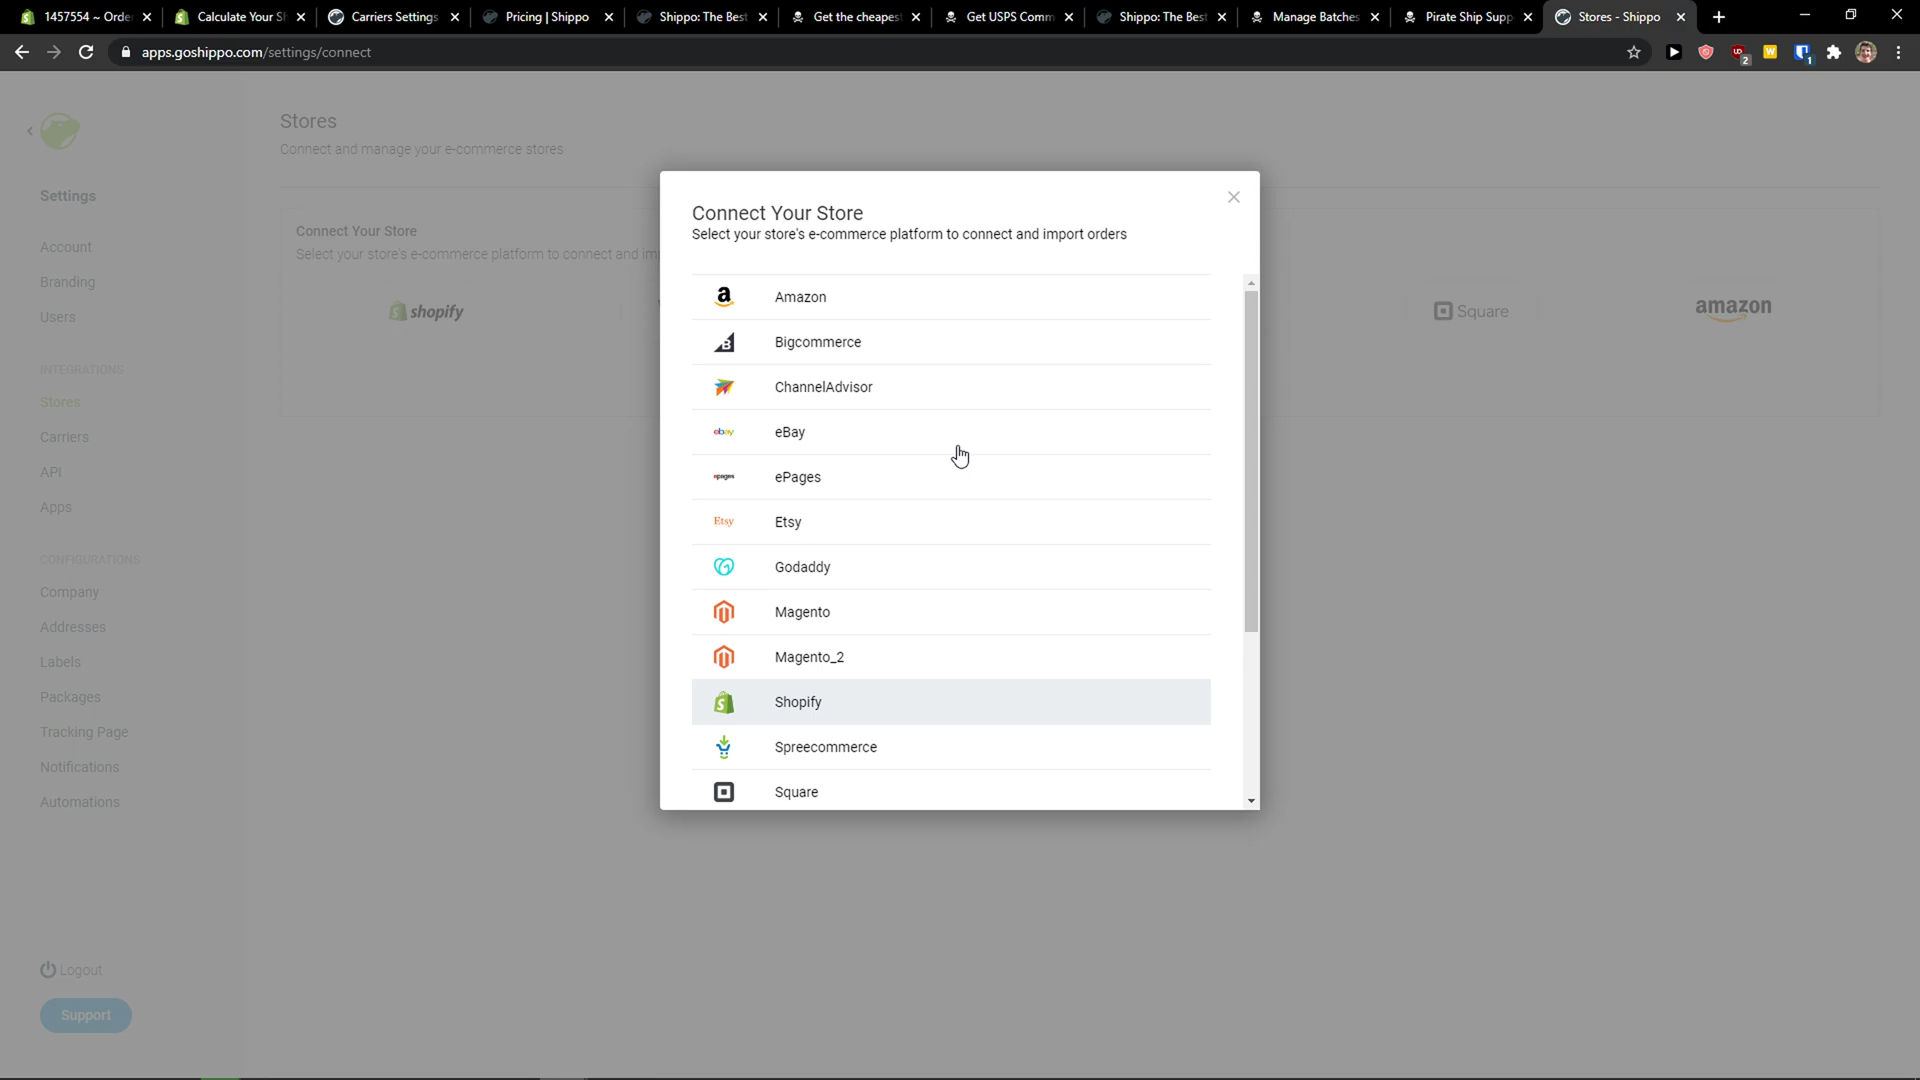 1457554 ~ Orde
Calculate Your S
Carriers Settings
Pricing | Shippo
Shippo: The Best
Get the cheapes
Get USPS Comm
Shippo: The Best
Manage Batches
Pirate Ship Supp
Stores - Shippo
apps.goshippo.com/settings/connect
Stores
Connect and manage your e-commerce stores
Settings
Account
Branding
Users
INTEGRATIONS
Stores
Carriers
API
Apps
CONFIGURATIONS
Company
Addresses
Labels
Packages
Tracking Page
Notifications
Automations
Logout
Support
Connect Your Store
Select your store's e-commerce platform to connect and im
shopify
Square
amazon
Connect Your Store
Select your store's e-commerce platform to connect and import orders
Amazon
Bigcommerce
ChannelAdvisor
ebay eBay
epages ePages
Etsy Etsy
Godaddy
Magento
Magento_2
Shopify
Spreecommerce
Square